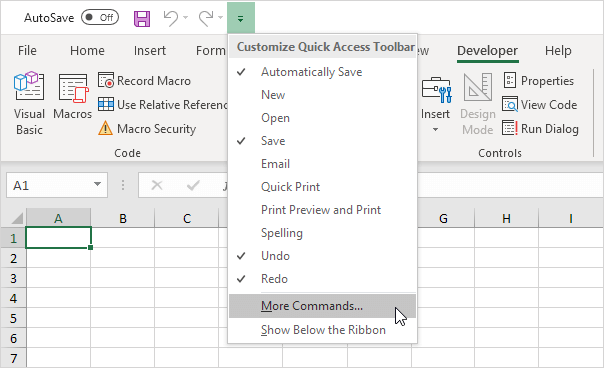 AutoSave Off
Customize Quick Access Toolbar
File Home Insert Form ew Developer Help
Automatically Save
New
Open
Save
Email
Quick Print
Print Preview and Print
Spelling
Undo
Redo
More Commands...
Show Below the Ribbon
Visual Basic
Macros
Record Macro
Use Relative Referenc
Macro Security
Code
Insert
Design Mode
Properties
View Code
Run Dialog
Controls
A1
A B C G H I
1
2
3
4
5
6
7